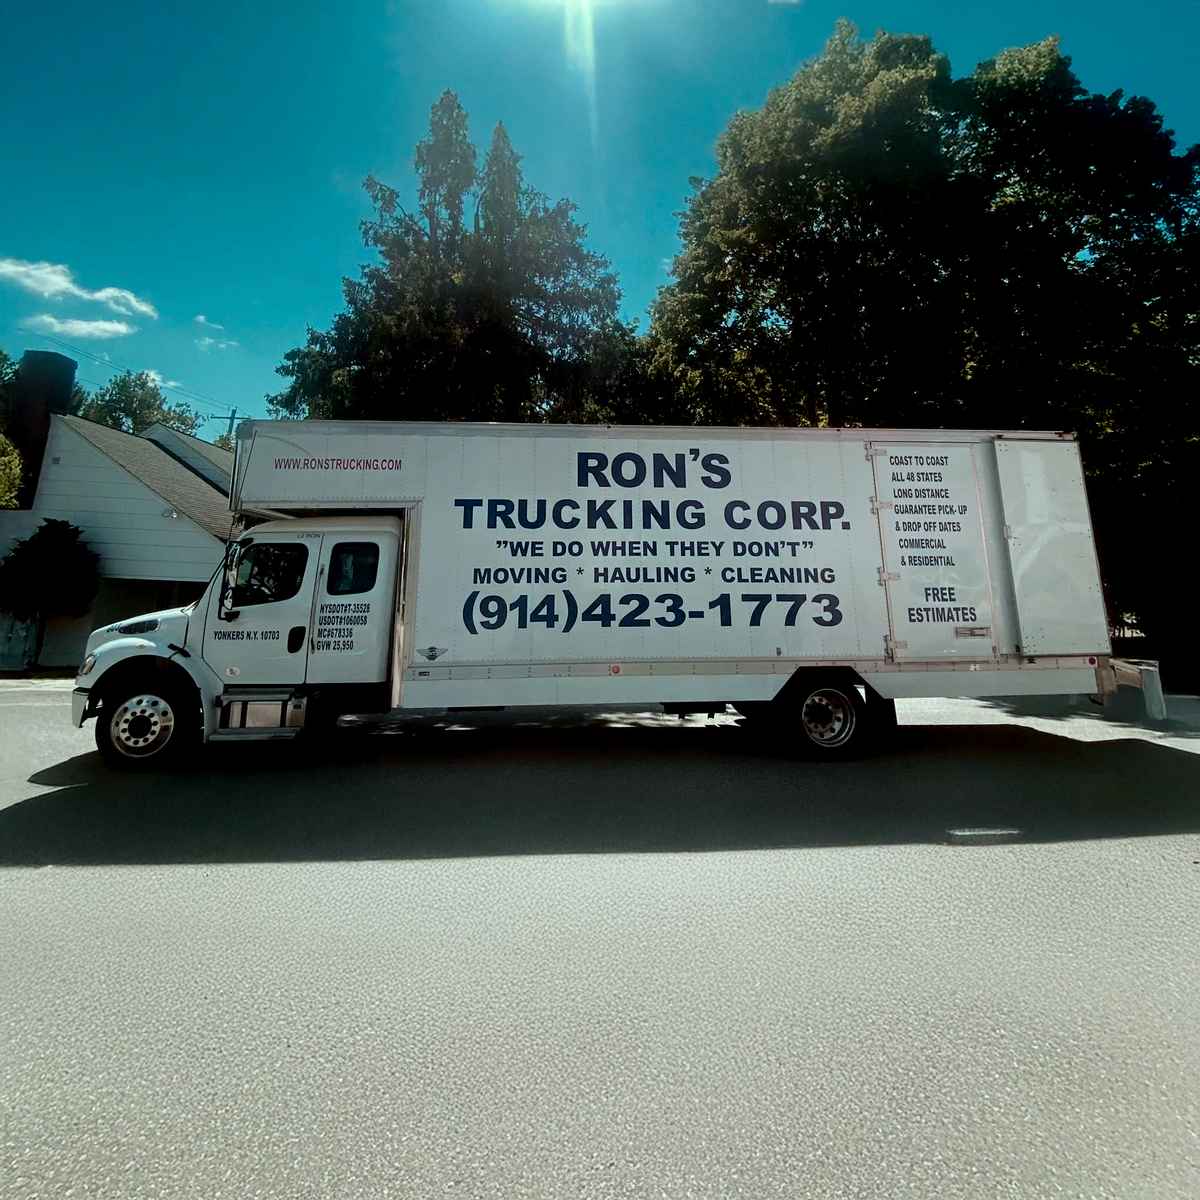 WWW.RONSTRUCKING.COM
RON'S
TRUCKING CORP.
"WE DO WHEN THEY DON'T"
MOVING * HAULING * CLEANING
(914)423-1773
COAST TO COAST
ALL 48 STATES
LONG DISTANCE
GUARANTEE PICK- UP
& DROP OFF DATES
COMMERCIAL
& RESIDENTIAL
FREE
ESTIMATES
YONKERS N.Y. 10703
NYSDOT#T-35528
USDOT#1060058
MC#678336
GVW 25,950